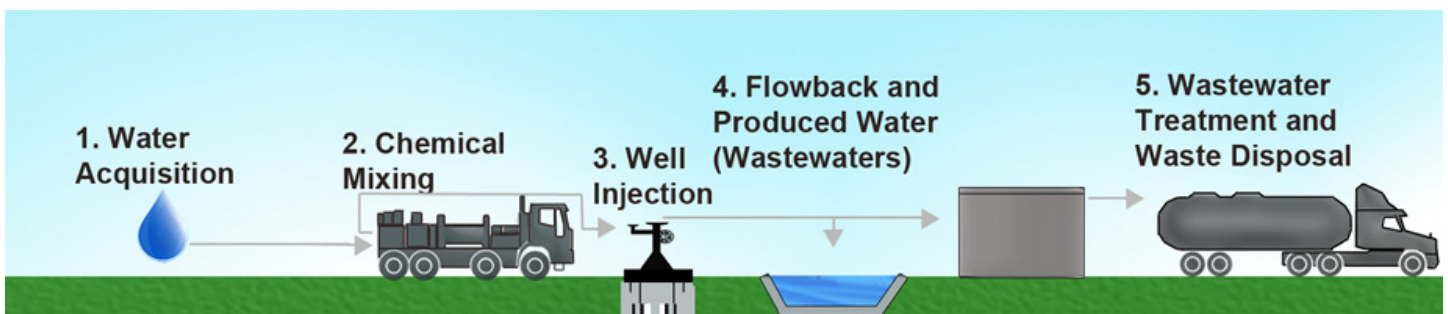 1. Water
Acquisition
2. Chemical
Mixing
3. Well
Injection
4. Flowback and
Produced Water
(Wastewaters)
5. Wastewater
Treatment and
Waste Disposal